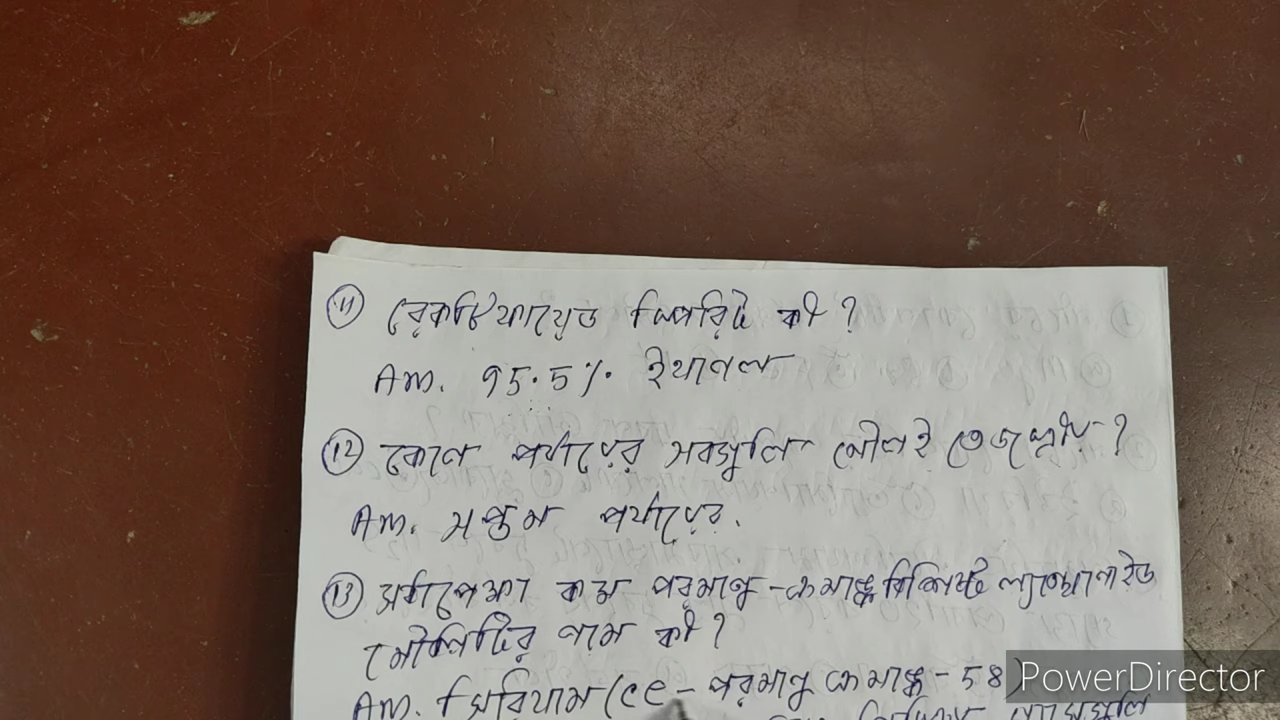 11 রেকটিফায়েড স্পিরিট কী ?
Ans. 95.5% ইথানল
12 কোন পর্যায়ের সবগুলি মৌলই তেজস্ক্রিয় ?
Ans. সপ্তম পর্যায়ের.
13 সর্বাপেক্ষা কম পরমাণু-ক্রমাঙ্ক বিশিষ্ট ল্যান্থানাইড
মৌলটির নাম কী ?
Ans. সিরিয়াম (ce - পরমাণু ক্রমাঙ্ক - 58)
PowerDirector